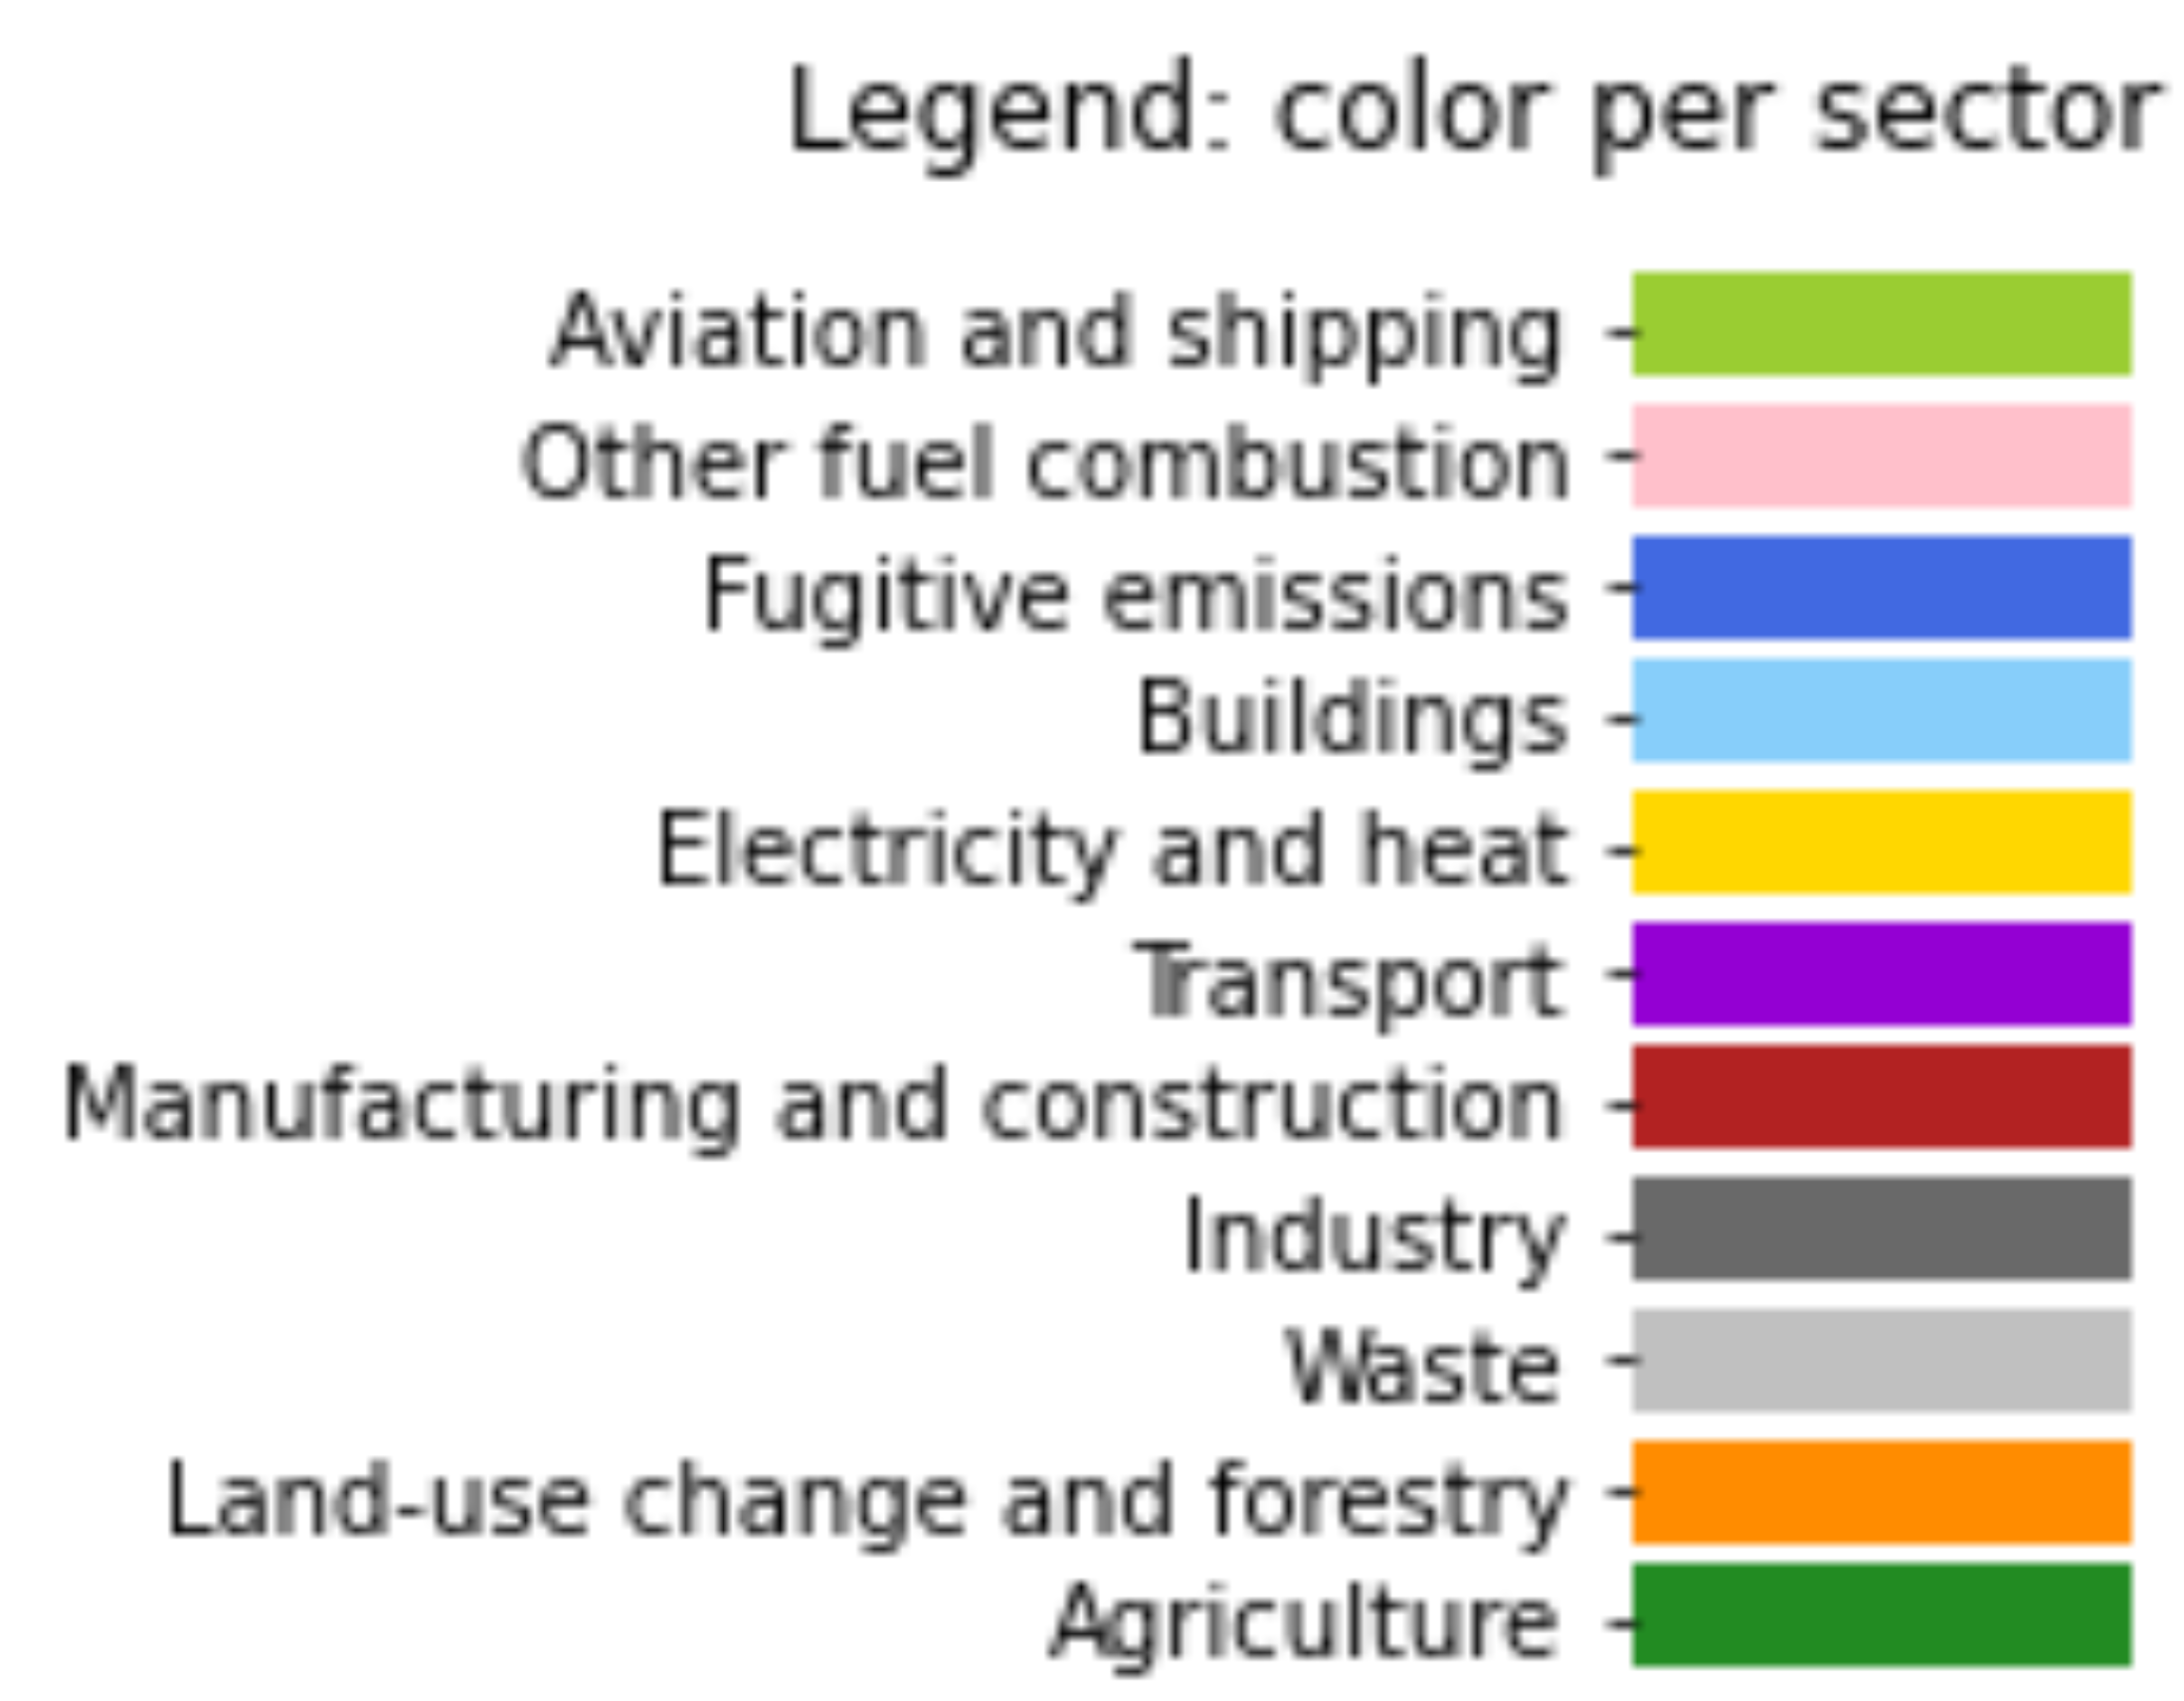 Legend: color per sector
Aviation and shipping
Other fuel combustion
Fugitive emissions
Buildings
Electricity and heat
Transport
Manufacturing and construction
Industry
Waste
Land-use change and forestry
Agriculture